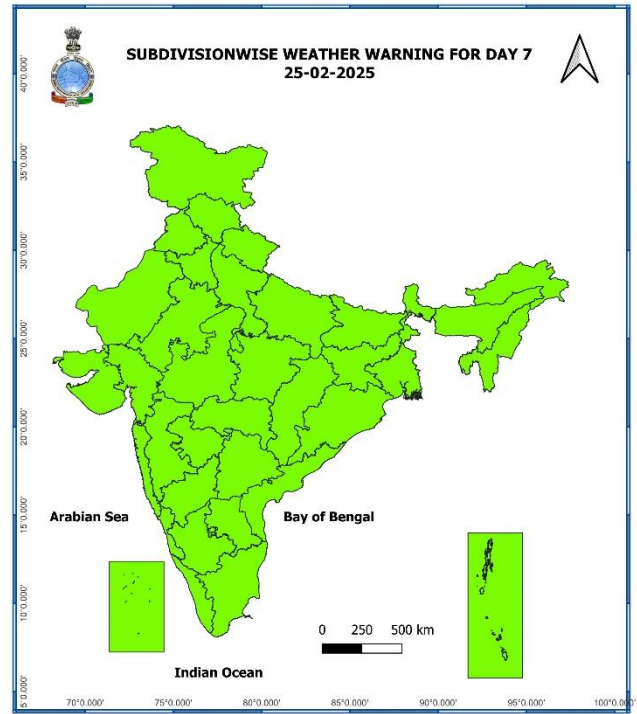 SUBDIVISIONWISE WEATHER WARNING FOR DAY 7
25-02-2025
40°0.000'
35°0.000'
30°0.000'
25°0.000'
20°0.000'
15°0.000'
10°0.000'
5°0.000'
Arabian Sea
Bay of Bengal
0 250 500 km
Indian Ocean
70°0.000' 75°0.000' 80°0.000' 85°0.000' 90°0.000' 95°0.000' 100°0.000'